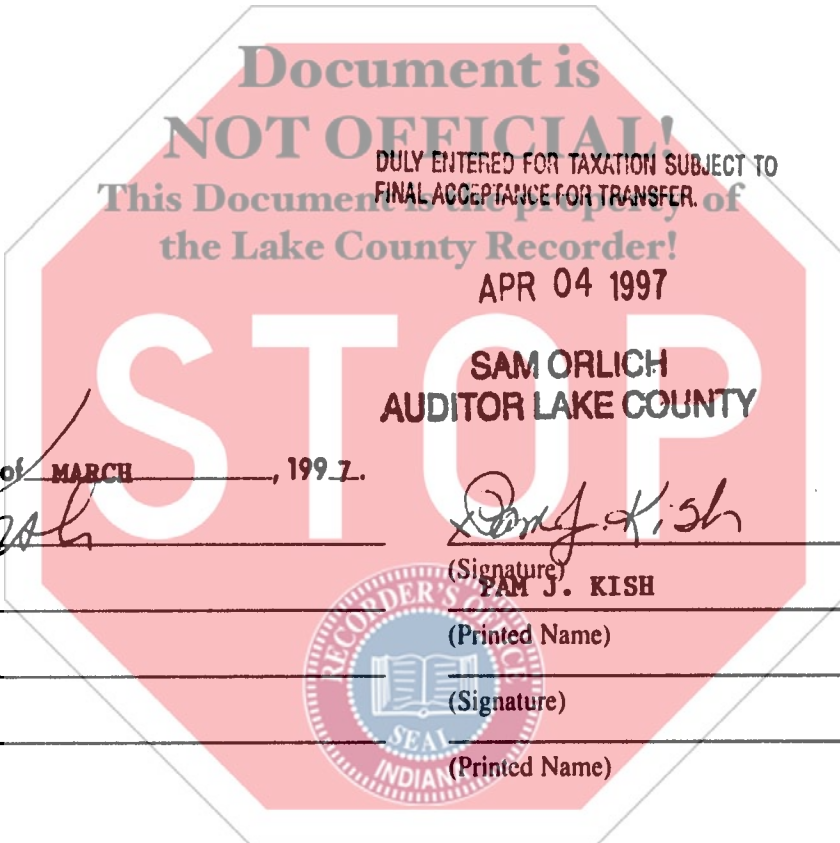 Document is
NOT OFFICIAL!
DULY ENTERED FOR TAXATION SUBJECT TO
FINAL ACCEPTANCE FOR TRANSFER.
This Document is the property of
the Lake County Recorder!
APR 04 1997
STOP
SAM ORLICH
AUDITOR LAKE COUNTY
of MARCH, 1997.
Pam J. Kish
(Signature)
PAM J. KISH
(Printed Name)
(Signature)
(Printed Name)
RECORDER'S OFFICE
SEAL
INDIANA